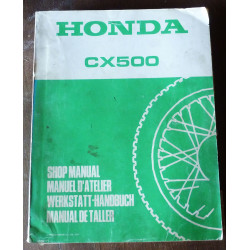 HONDA
CX500
SHOP MANUAL
MANUEL D'ATELIER
WERKSTATT-HANDBUCH
MANUAL DE TALLER